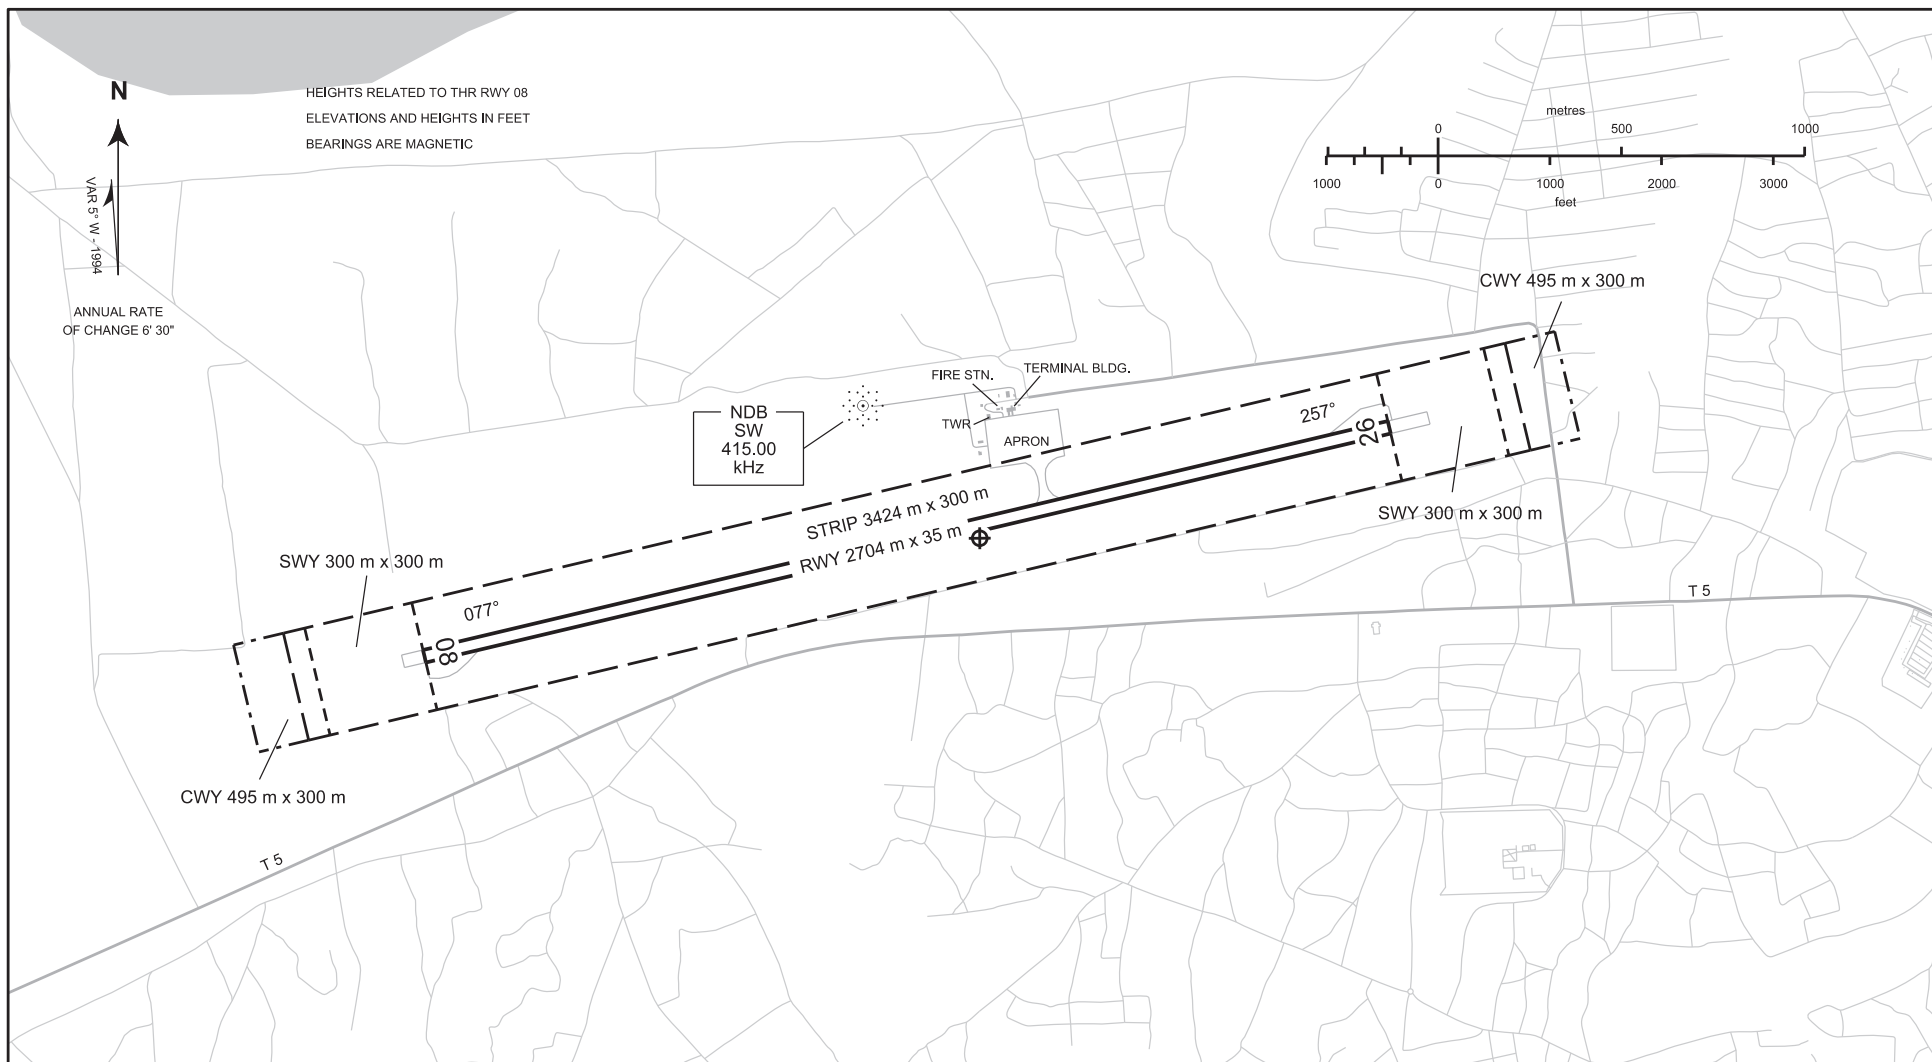 N
VAR 5° W - 1994
ANNUAL RATE
OF CHANGE 6' 30"
HEIGHTS RELATED TO THR RWY 08
ELEVATIONS AND HEIGHTS IN FEET
BEARINGS ARE MAGNETIC
metres
0 500 1000
1000 0 1000 2000 3000
feet
CWY 495 m x 300 m
FIRE STN.
TERMINAL BLDG.
TWR
APRON
NDB
SW
415.00
kHz
257°
26
STRIP 3424 m x 300 m
RWY 2704 m x 35 m
SWY 300 m x 300 m
SWY 300 m x 300 m
077°
08
T 5
CWY 495 m x 300 m
T 5